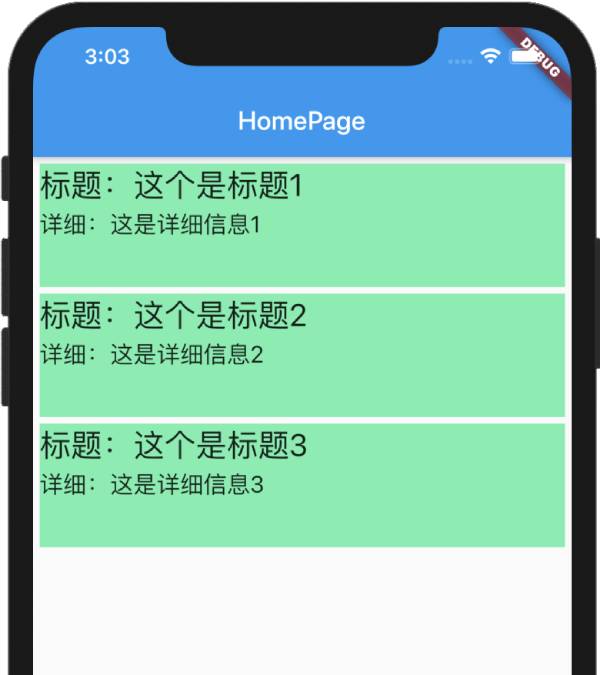 3:03
DEBUG
HomePage
标题：这个是标题1
详细：这是详细信息1
标题：这个是标题2
详细：这是详细信息2
标题：这个是标题3
详细：这是详细信息3